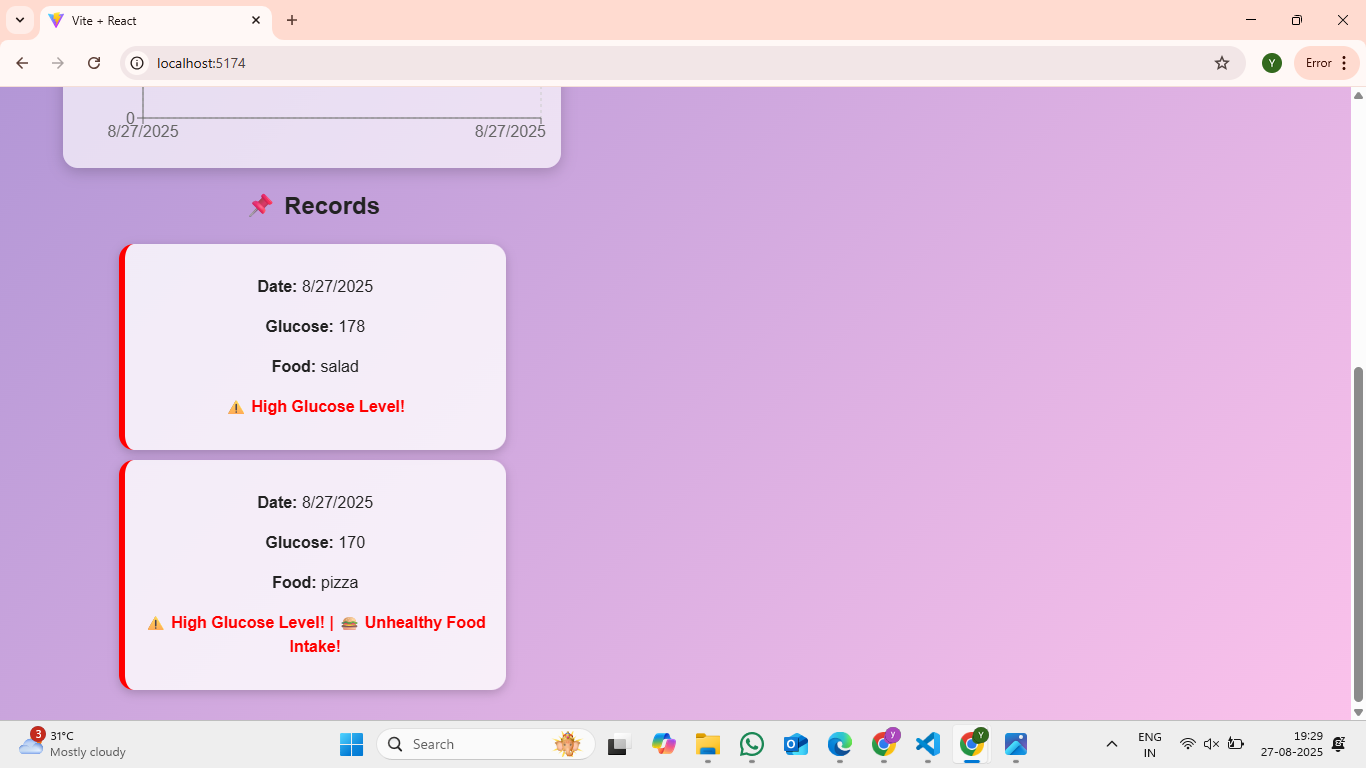 Vite + React
localhost:5174
Y
Error
0
8/27/2025 8/27/2025
📌 Records
Date: 8/27/2025
Glucose: 178
Food: salad
⚠️ High Glucose Level!
Date: 8/27/2025
Glucose: 170
Food: pizza
⚠️ High Glucose Level! | 🍔 Unhealthy Food
Intake!
3
31°C
Mostly cloudy
Search
Y
Y
ENG
IN
19:29
27-08-2025